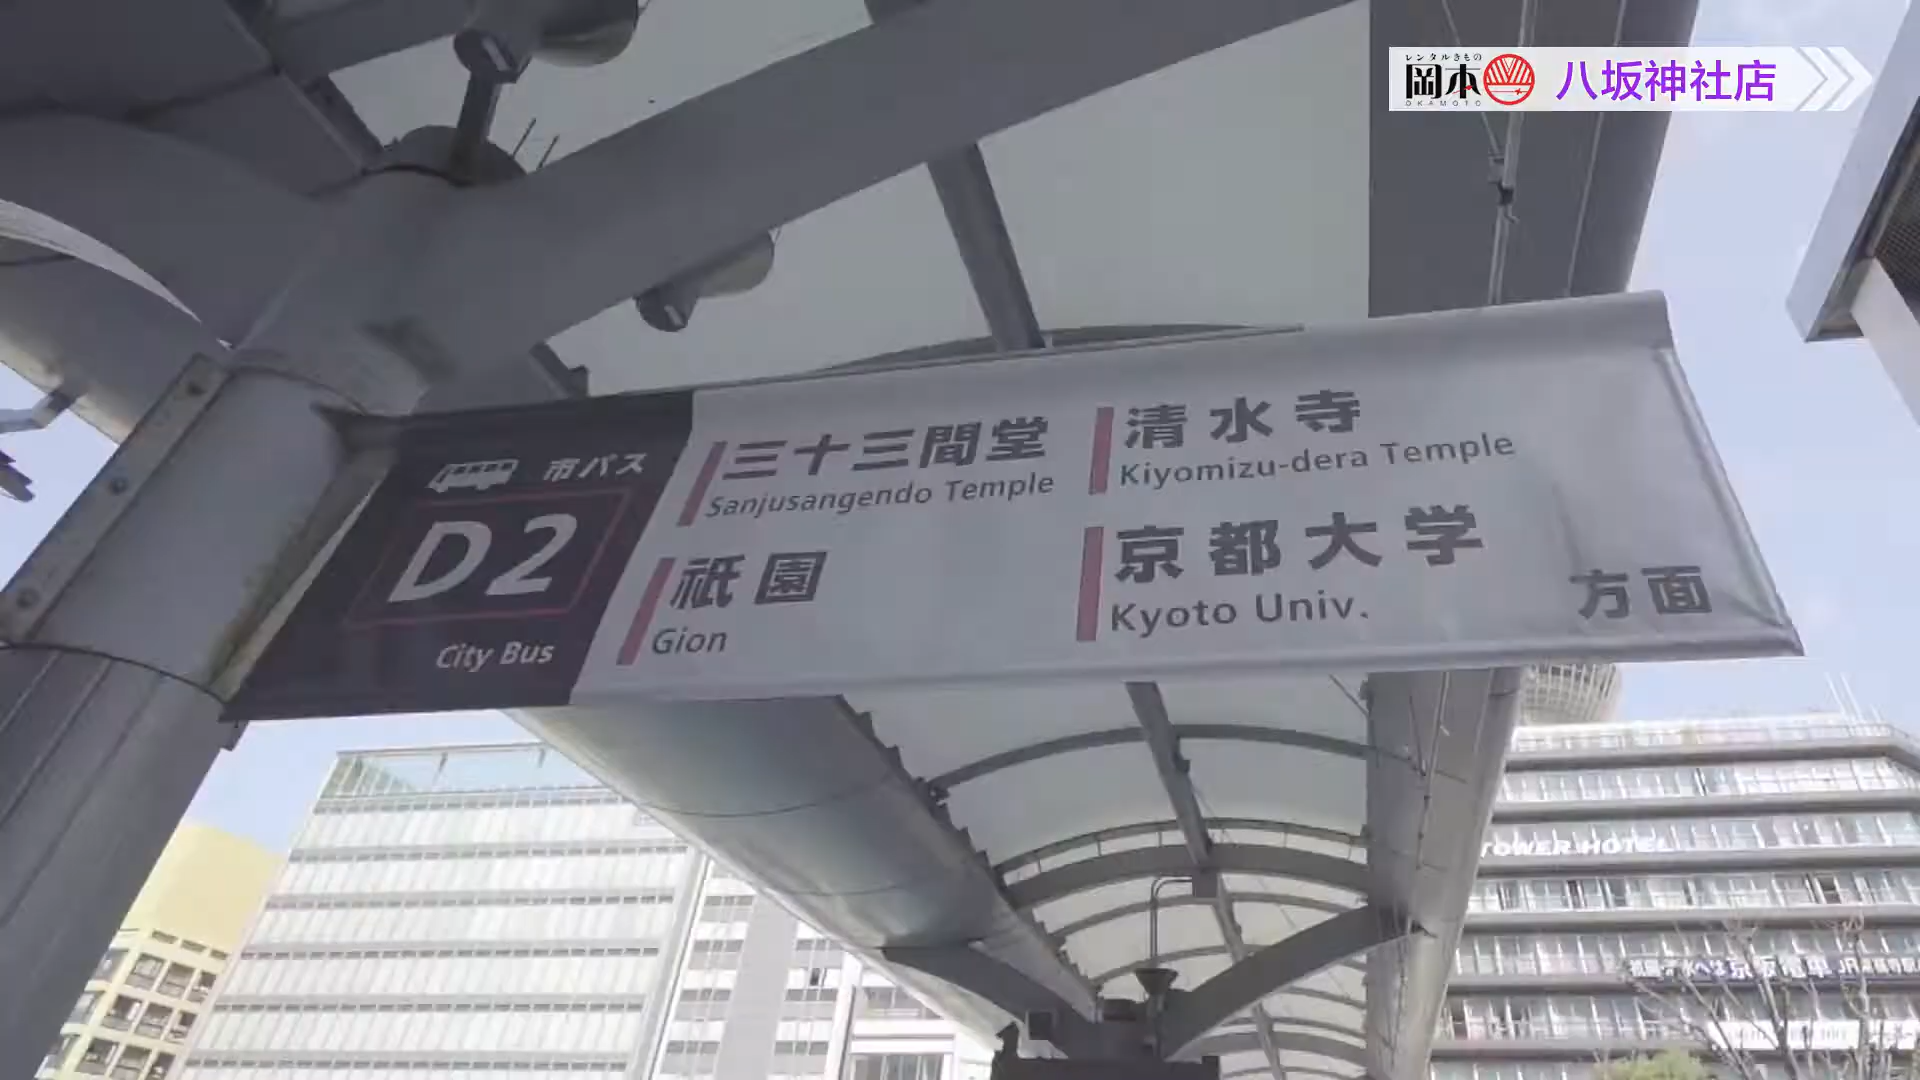 レンタルきもの
岡本
OKAMOTO
八坂神社店
市バス
D2
City Bus
三十三間堂
Sanjusangendo Temple
清水寺
Kiyomizu-dera Temple
祇園
Gion
京都大学
Kyoto Univ.
方面
TOWER HOTEL